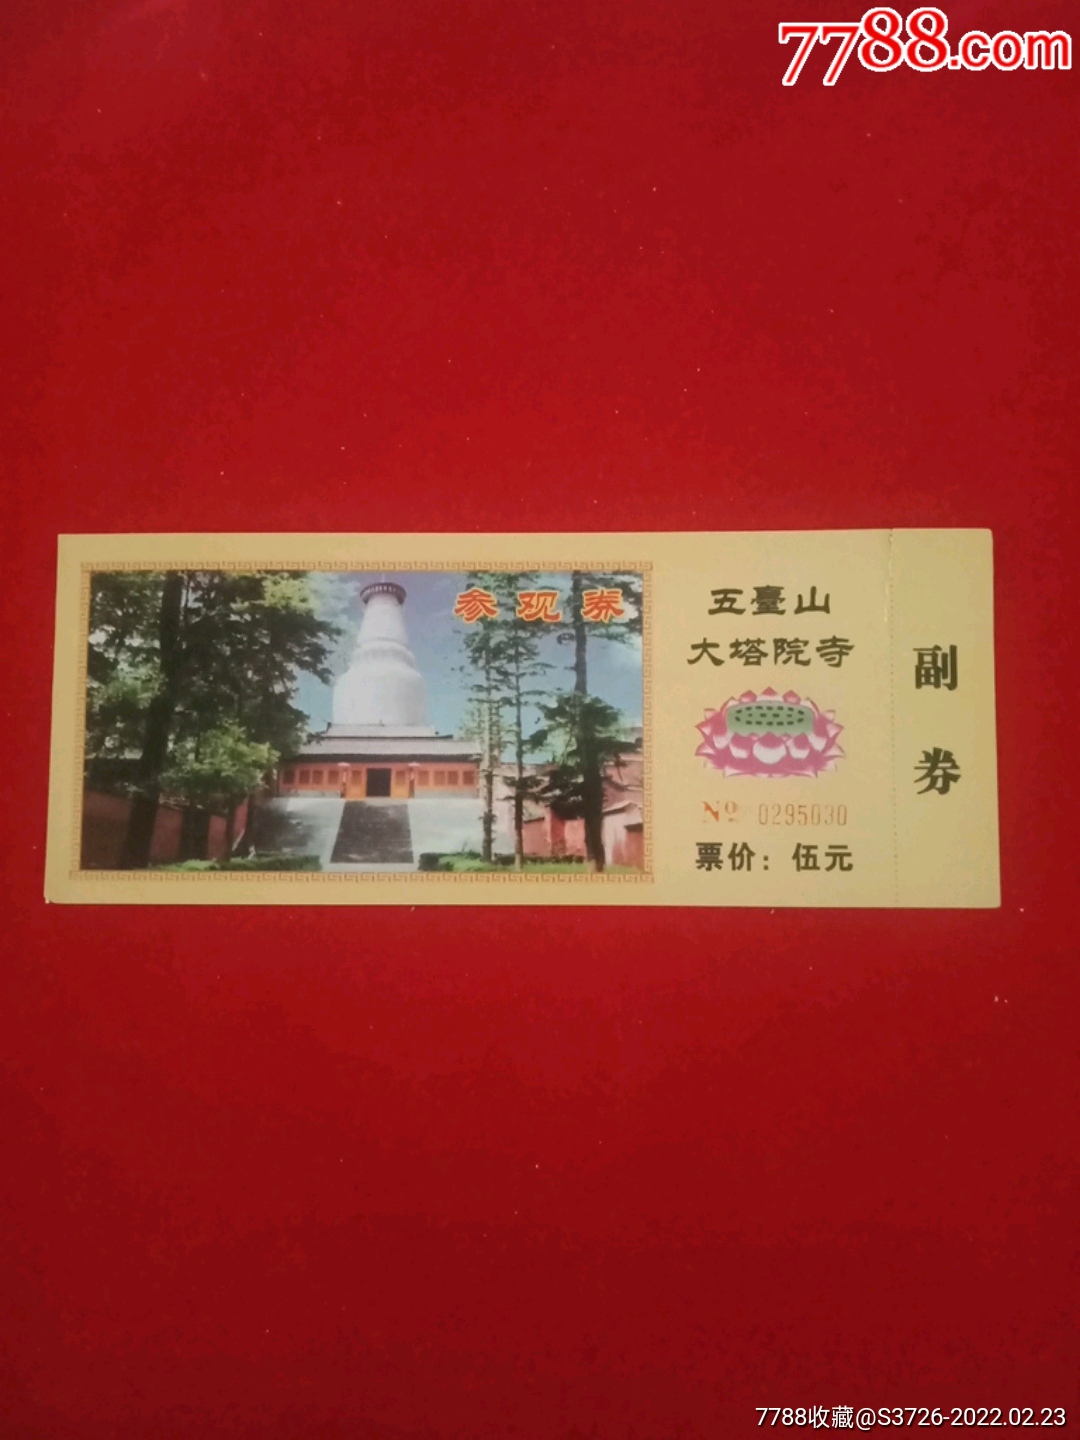 7788.com
参观券
五臺山
大塔院寺
No 0295030
票价：伍元
副券
7788收藏@S3726-2022.02.23